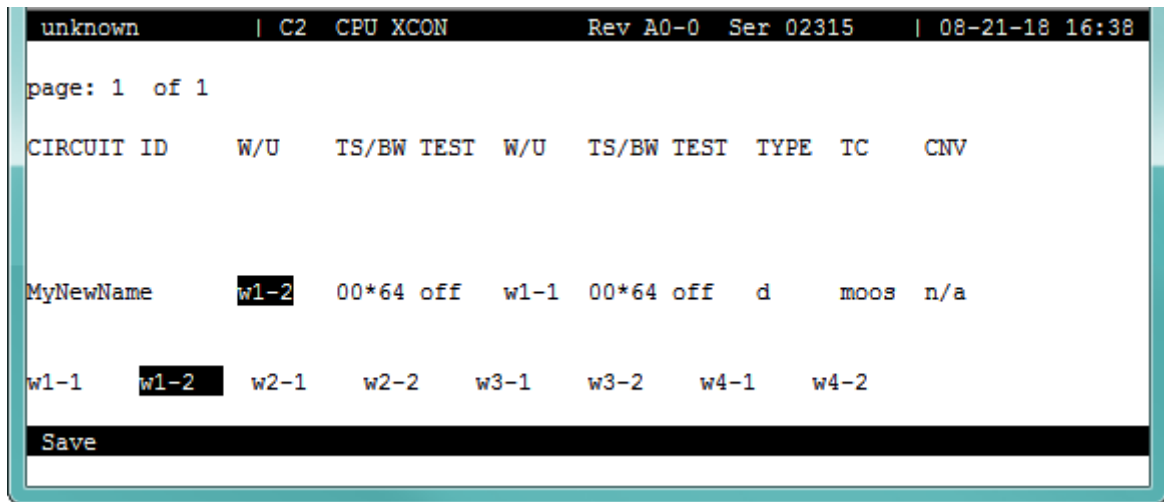 unknown | C2 CPU XCON Rev A0-0 Ser 02315 | 08-21-18 16:38
page: 1 of 1
CIRCUIT ID W/U TS/BW TEST W/U TS/BW TEST TYPE TC CNV
MyNewName w1-2 00*64 off w1-1 00*64 off d moos n/a
w1-1 w1-2 w2-1 w2-2 w3-1 w3-2 w4-1 w4-2
Save